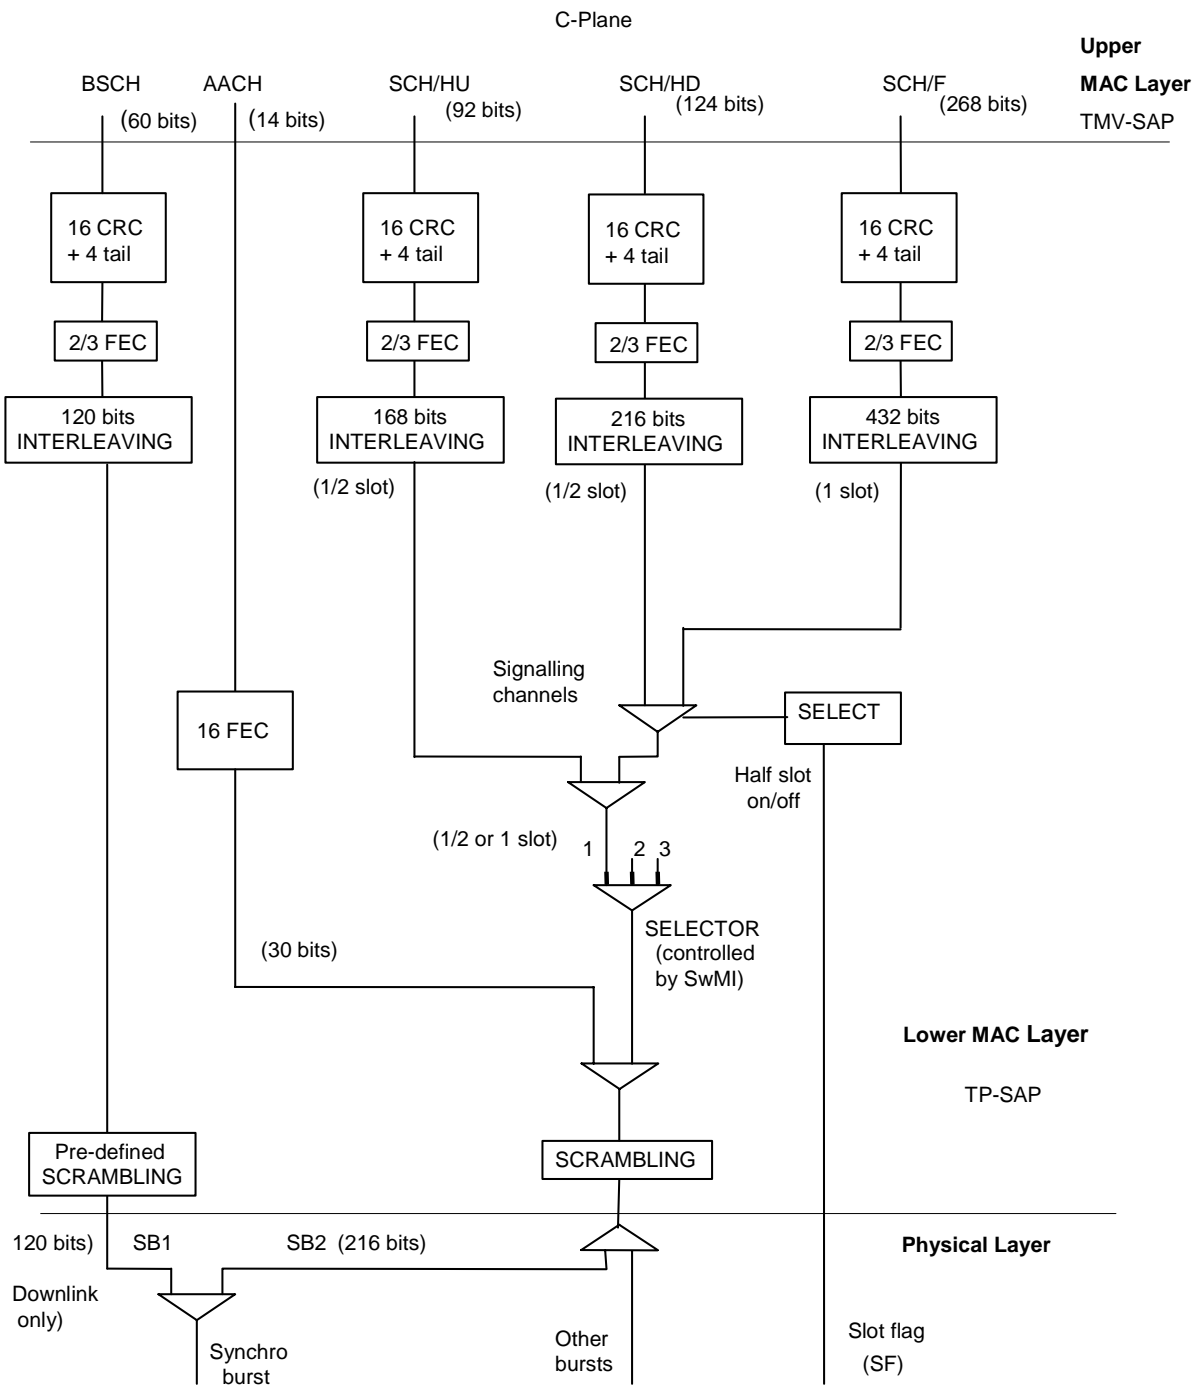 C-Plane
Upper
BSCH AACH SCH/HU SCH/HD SCH/F MAC Layer
(60 bits) (14 bits) (92 bits) (124 bits) (268 bits) TMV-SAP
16 CRC 16 CRC 16 CRC 16 CRC
+ 4 tail + 4 tail + 4 tail + 4 tail
2/3 FEC 2/3 FEC 2/3 FEC 2/3 FEC
120 bits 168 bits 216 bits 432 bits
INTERLEAVING INTERLEAVING INTERLEAVING INTERLEAVING
(1/2 slot) (1/2 slot) (1 slot)
Signalling
channels
16 FEC
SELECT
Half slot
on/off
(1/2 or 1 slot) 1 2 3
SELECTOR
(controlled
by SwMI)
(30 bits)
Lower MAC Layer
TP-SAP
Pre-defined
SCRAMBLING
SCRAMBLING
120 bits) SB1 SB2 (216 bits) Physical Layer
Downlink
only)
Synchro
burst
Other
bursts
Slot flag
(SF)